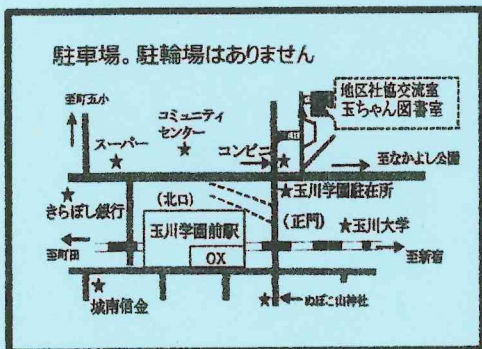 駐車場。駐輪場はありません
地区社協交流室
玉ちゃん図書室
至町五小
コミュニティ
センター
スーパー
コンビニ
至なかよし公園
きらぼし銀行
(北口)
玉川学園駐在所
玉川学園前駅
(正門)
玉川大学
OX
至町田
至新宿
城南信金
ぬぼこ山神社